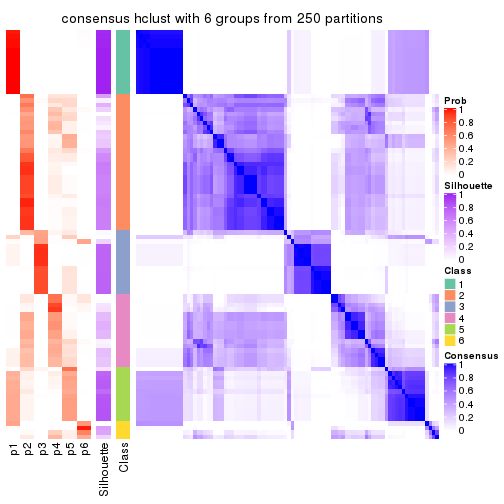 consensus hclust with 6 groups from 250 partitions
Prob
1
0.8
0.6
0.4
0.2
0
Silhouette
1
0.8
0.6
0.4
0.2
0
Class
1
2
3
4
5
6
Consensus
1
0.8
0.6
0.4
0.2
0
p1
p2
p3
p4
p5
p6
Silhouette
Class